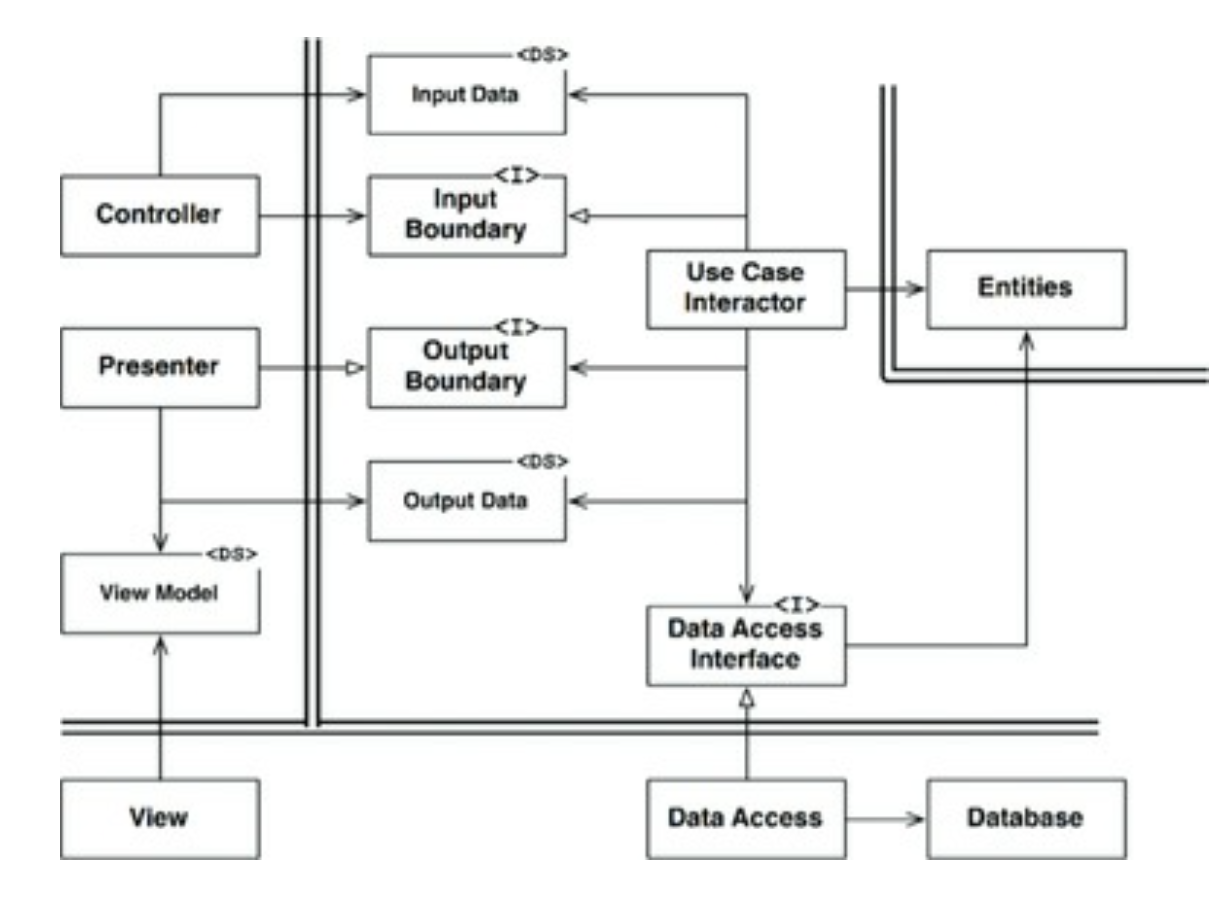 <DS>
Input Data
<I>
Controller
Input
Boundary
Use Case
Interactor
Entities
<I>
Presenter
Output
Boundary
<DS>
Output Data
<DS>
View Model
<I>
Data Access
Interface
View
Data Access
Database